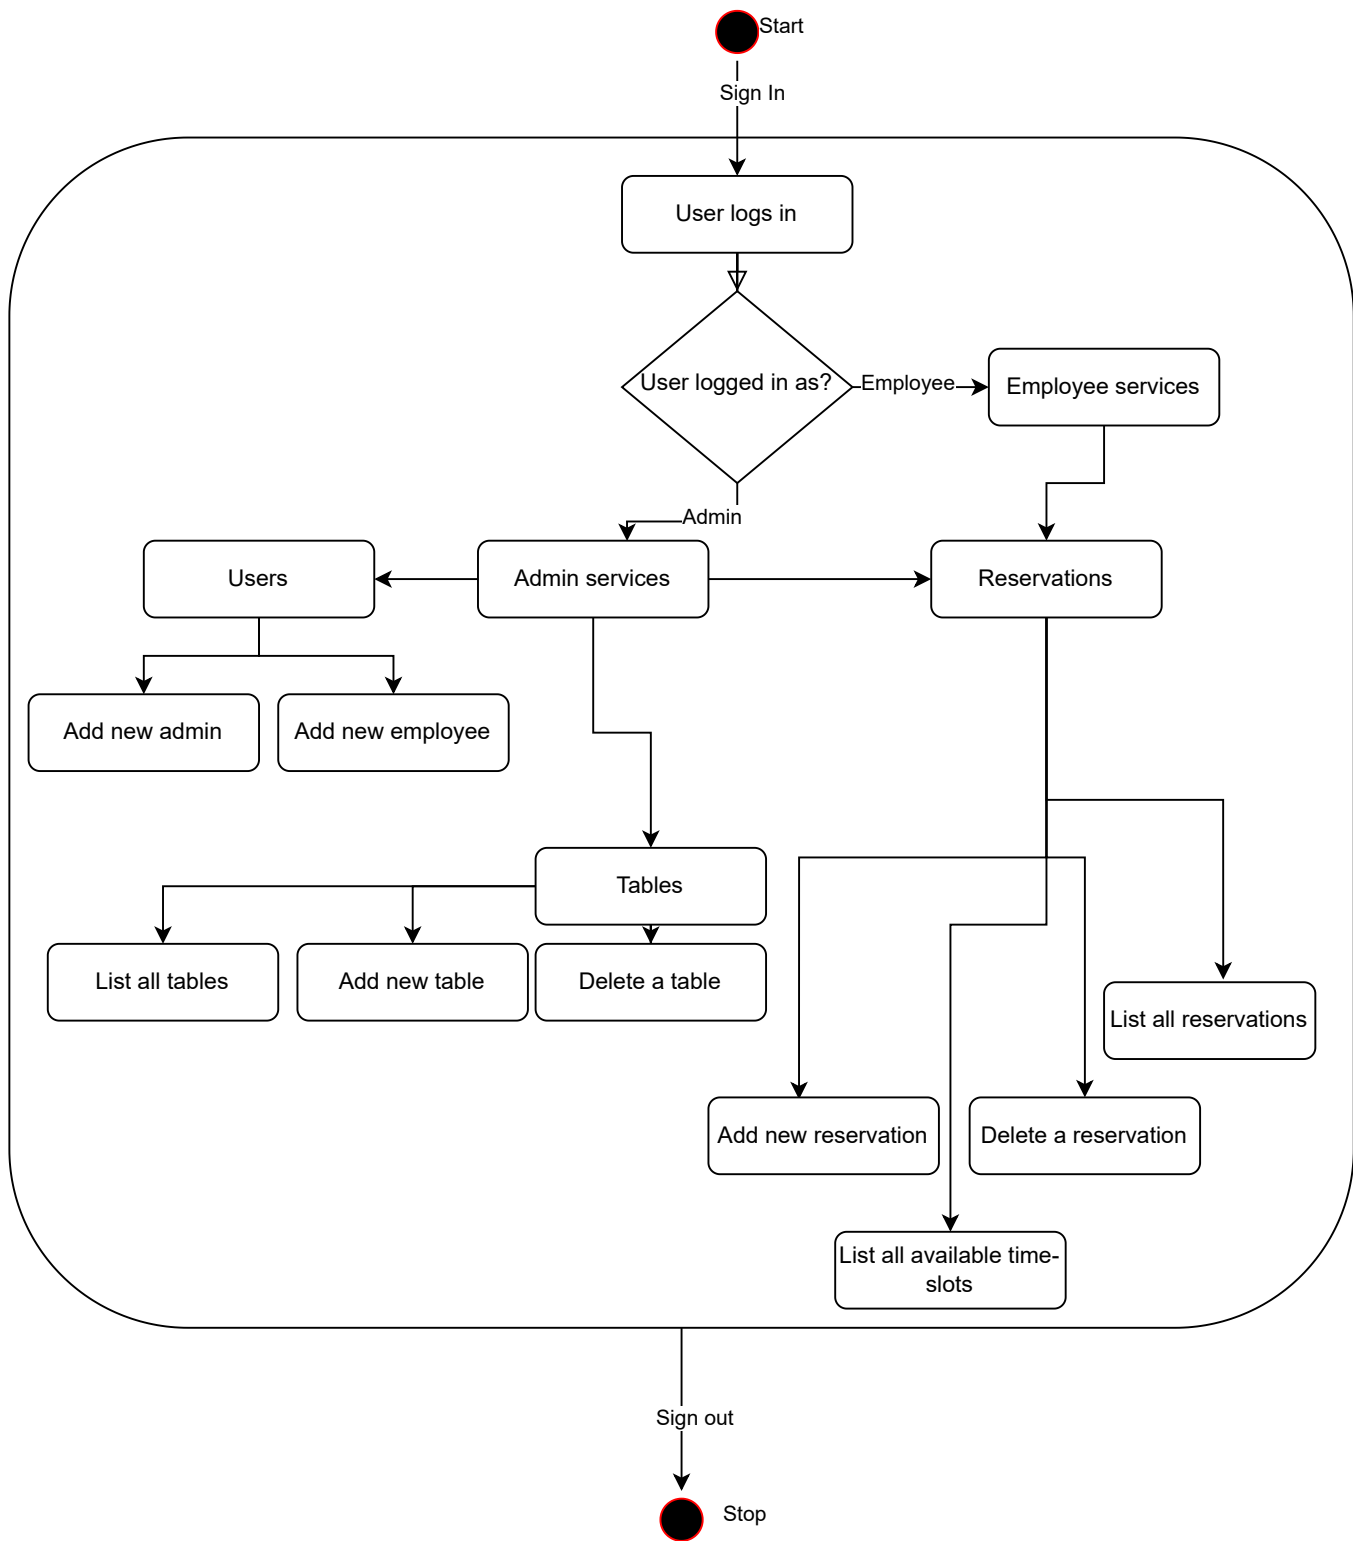 Start
Sign In
User logs in
User logged in as?
Employee
Employee services
Admin
Users
Admin services
Reservations
Add new admin
Add new employee
Tables
List all tables
Add new table
Delete a table
List all reservations
Add new reservation
Delete a reservation
List all available time-
slots
Sign out
Stop